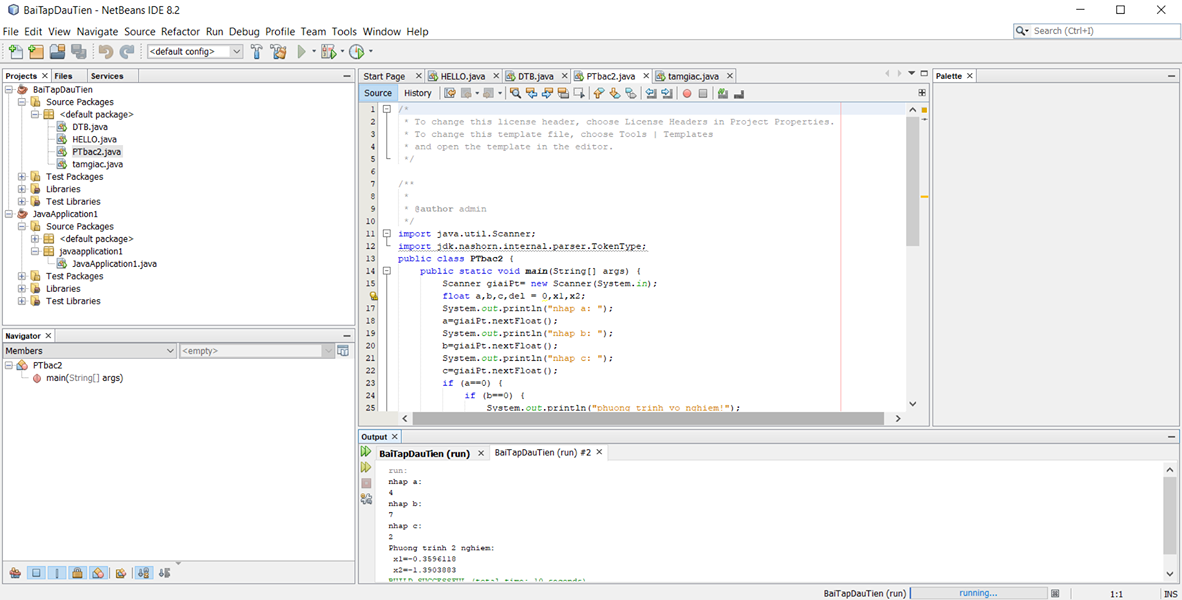 BaiTapDauTien - NetBeans IDE 8.2
File Edit View Navigate Source Refactor Run Debug Profile Team Tools Window Help
Search (Ctrl+I)
<default config>
Projects
Files
Services
BaiTapDauTien
Source Packages
<default package>
DTB.java
HELLO.java
PTbac2.java
tamgiac.java
Test Packages
Libraries
Test Libraries
JavaApplication1
Source Packages
<default package>
javaapplication1
JavaApplication1.java
Test Packages
Libraries
Test Libraries
Navigator
Members
<empty>
PTbac2
main(String[] args)
Start Page
HELLO.java
DTB.java
PTbac2.java
tamgiac.java
Source
History
1 /*
2 * To change this license header, choose License Headers in Project Properties.
3 * To change this template file, choose Tools | Templates
4 * and open the template in the editor.
5 */
6
7 /**
8 *
9 * @author admin
10 */
11 import java.util.Scanner;
12 import jdk.nashorn.internal.parser.TokenType;
13 public class PTbac2 {
14 public static void main(String[] args) {
15 Scanner giaiPt= new Scanner(System.in);
float a,b,c,del = 0,x1,x2;
17 System.out.println("nhap a: ");
18 a=giaiPt.nextFloat();
19 System.out.println("nhap b: ");
20 b=giaiPt.nextFloat();
21 System.out.println("nhap c: ");
22 c=giaiPt.nextFloat();
23 if (a==0) {
24 if (b==0) {
25 System.out.println("phuong trinh vo nghiem!");
Palette
Output
BaiTapDauTien (run)
BaiTapDauTien (run) #2
run:
nhap a:
4
nhap b:
7
nhap c:
2
Phuong trinh 2 nghiem:
x1=-0.3596118
x2=-1.3903883
BUILD SUCCESSFUL (total time: 10 seconds)
BaiTapDauTien (run)
running...
1:1
INS